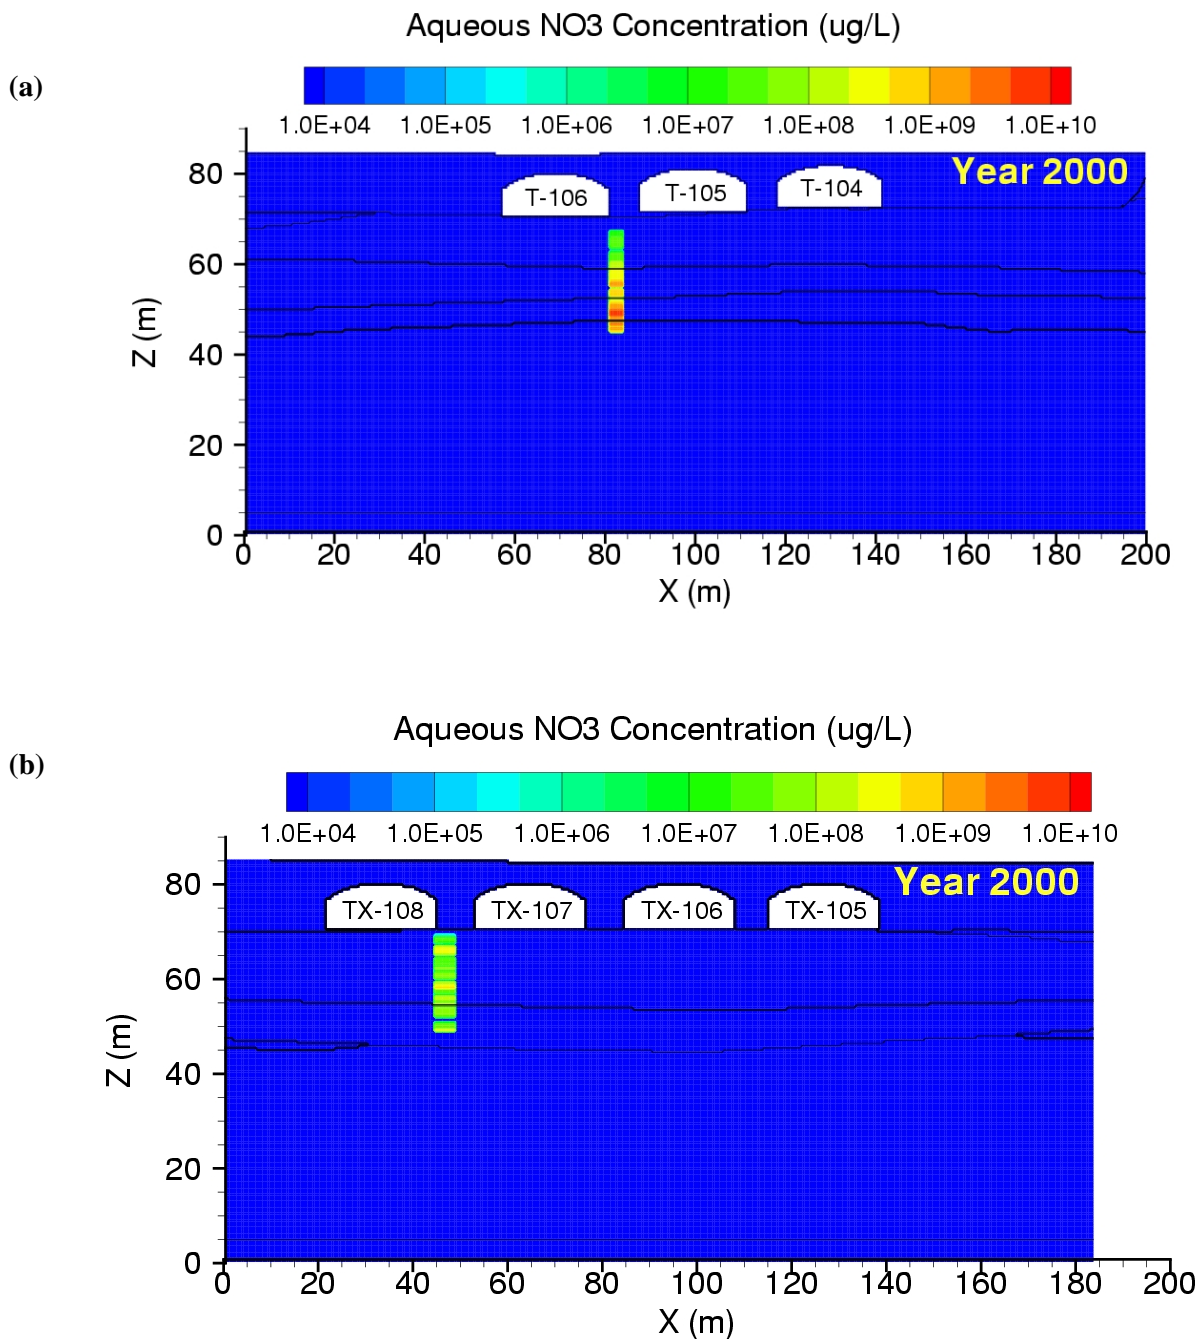 Aqueous NO3 Concentration (ug/L)
(a)
1.0E+04 1.0E+05 1.0E+06 1.0E+07 1.0E+08 1.0E+09 1.0E+10
Year 2000
80
T-106 T-105 T-104
60
Z (m)
40
20
0
0 20 40 60 80 100 120 140 160 180 200
X (m)
Aqueous NO3 Concentration (ug/L)
(b)
1.0E+04 1.0E+05 1.0E+06 1.0E+07 1.0E+08 1.0E+09 1.0E+10
80
Year 2000
TX-108 TX-107 TX-106 TX-105
60
Z (m)
40
20
0
0 20 40 60 80 100 120 140 160 180 200
X (m)